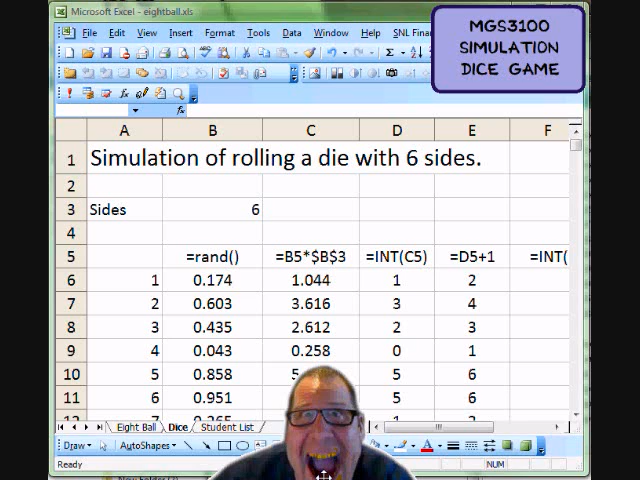 Microsoft Excel - eightball.xls
File Edit View Insert Format Tools Data Window Help SNL Finan
MGS3100
SIMULATION
DICE GAME
A B C D E F
1 Simulation of rolling a die with 6 sides.
2
3 Sides 6
4
5 =rand() =B5*$B$3 =INT(C5) =D5+1 =INT(
6 1 0.174 1.044 1 2
7 2 0.603 3.616 3 4
8 3 0.435 2.612 2 3
9 4 0.043 0.258 0 1
10 5 0.858 5 6
11 6 0.951 5 6
Eight Ball Dice Student List
Draw AutoShapes
Ready NUM